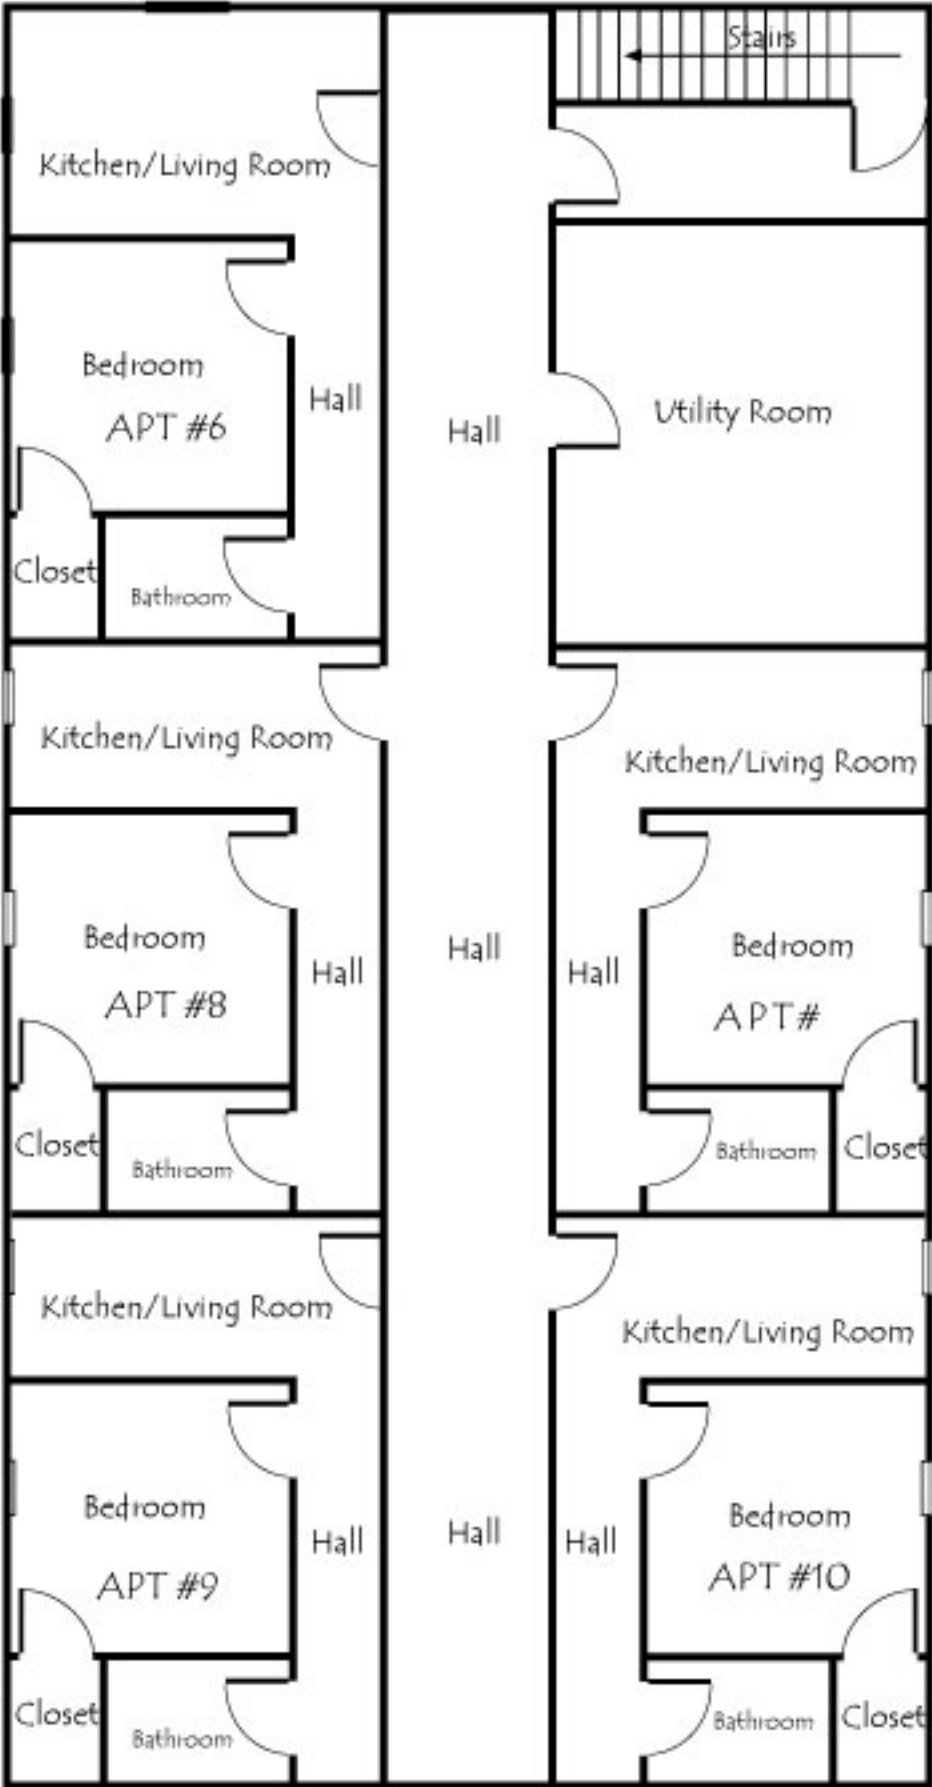 Stairs
Kitchen/Living Room
Bedroom
APT #6
Hall
Hall
Utility Room
Closet
Bathroom
Kitchen/Living Room
Kitchen/Living Room
Bedroom
APT #8
Hall
Hall
Hall
Bedroom
APT#
Closet
Bathroom
Bathroom
Closet
Kitchen/Living Room
Kitchen/Living Room
Bedroom
APT #9
Hall
Hall
Hall
Bedroom
APT #10
Closet
Bathroom
Bathroom
Closet